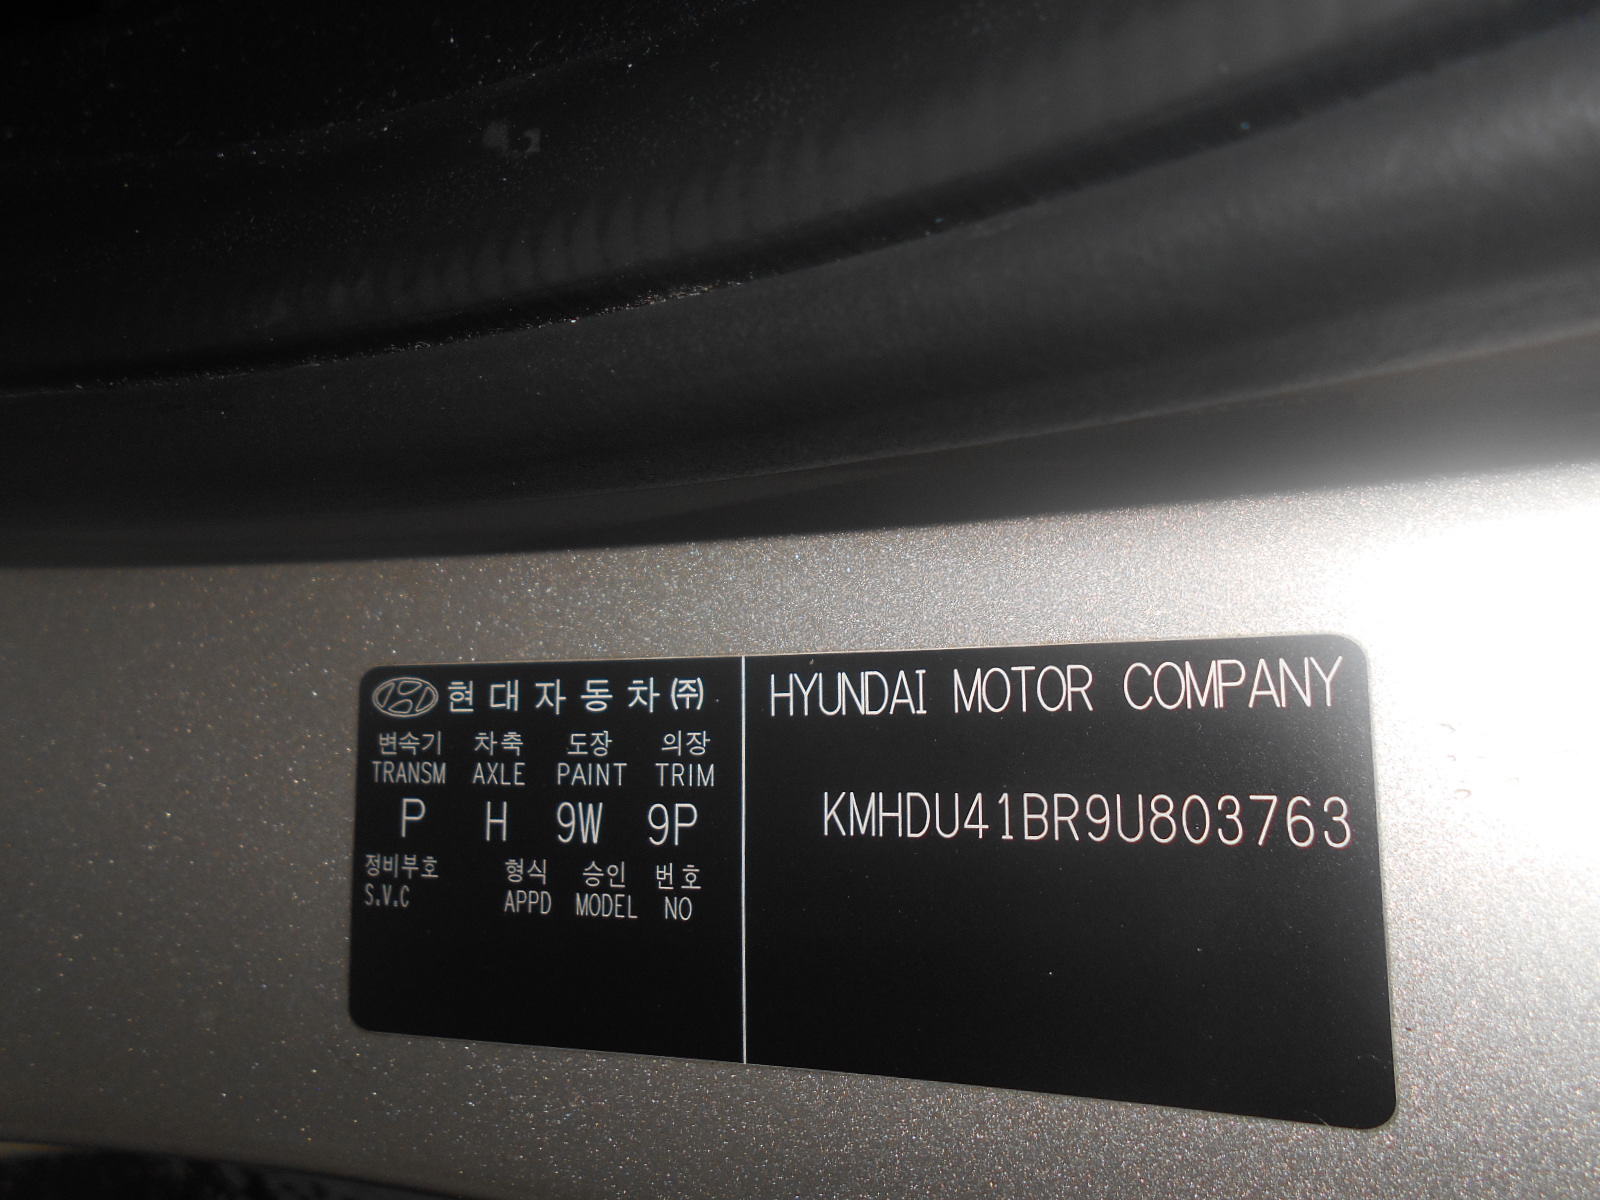 현대자동차(주)
변속기 차축 도장 의장
TRANSM AXLE PAINT TRIM
P H 9W 9P
정비부호 형식 승인 번호
S.V.C APPD MODEL NO
HYUNDAI MOTOR COMPANY
KMHDU41BR9U803763